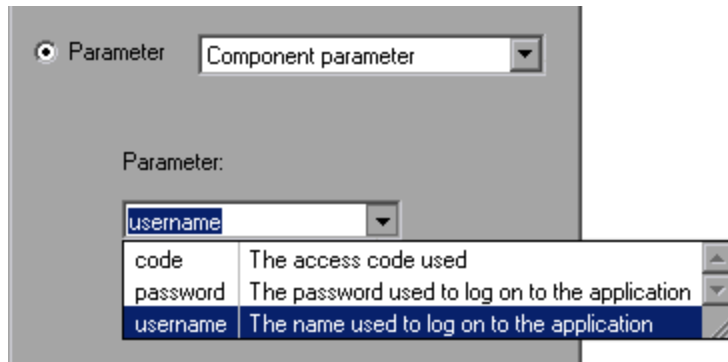 Parameter Component parameter
Parameter:
username
code The access code used
password The password used to log on to the application
username The name used to log on to the application